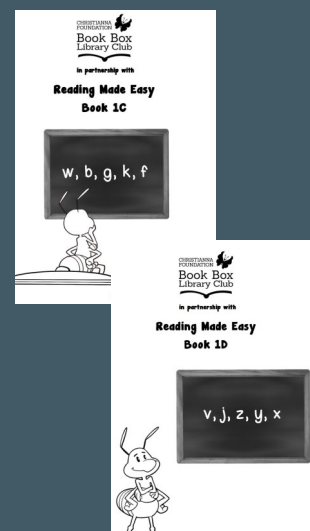 CHRISTIANNA
FOUNDATION
Book Box
Library Club
in partnership with
Reading Made Easy
Book 1C
w, b, g, k, f
CHRISTIANNA
FOUNDATION
Book Box
Library Club
in partnership with
Reading Made Easy
Book 1D
v, j, z, y, x